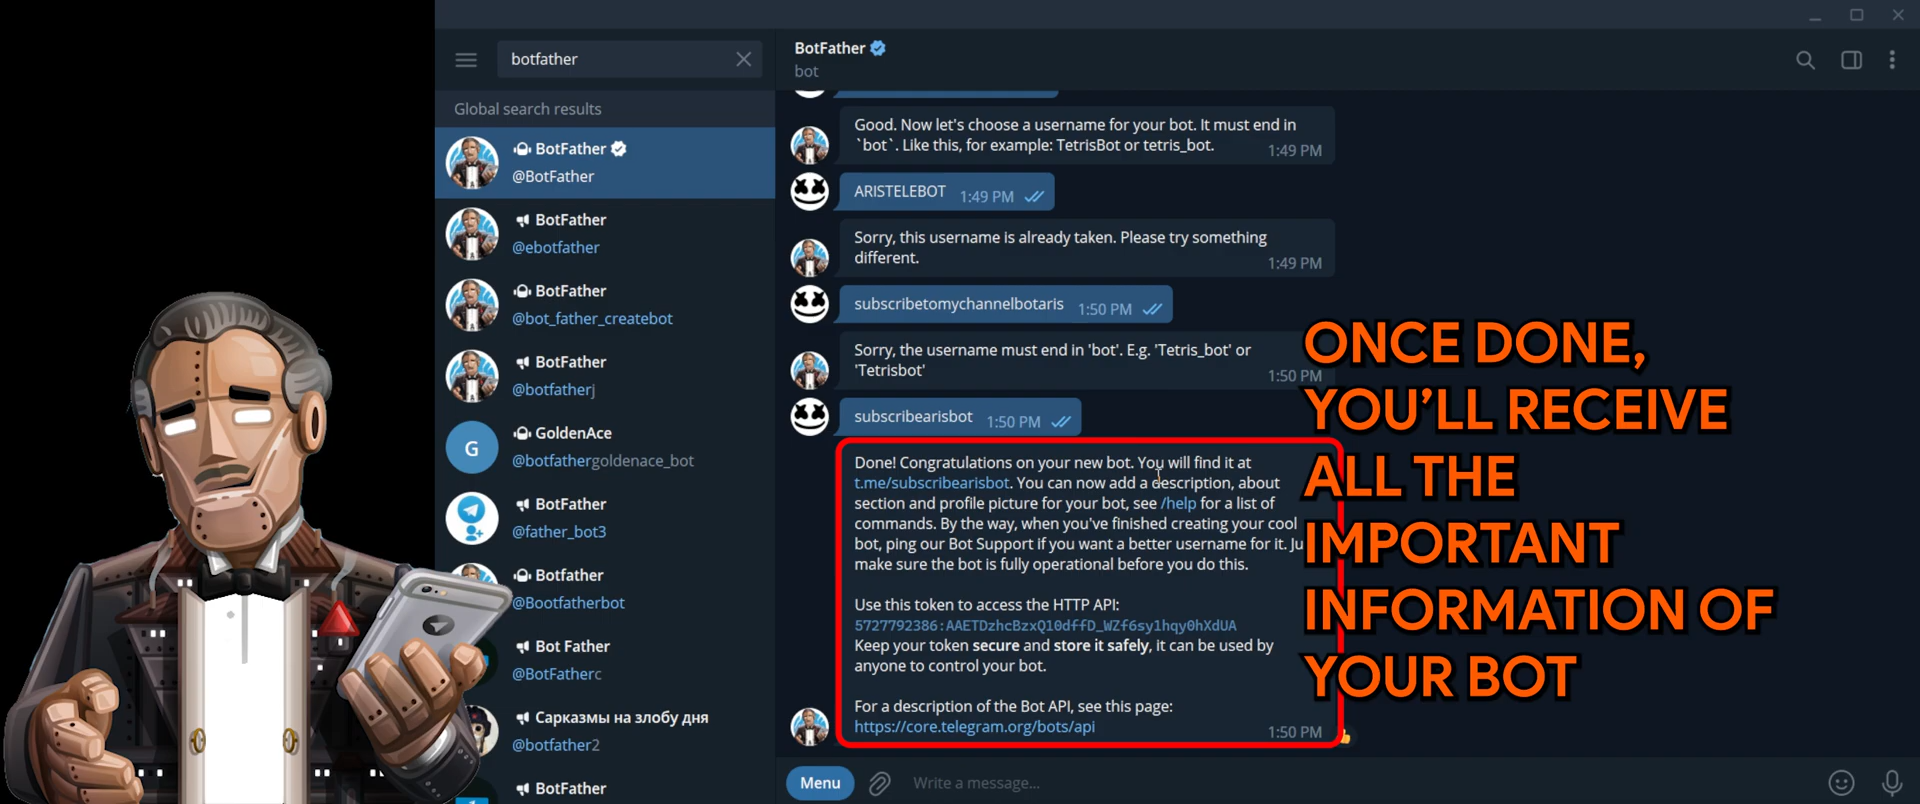 botfather
Global search results
BotFather
@BotFather
BotFather
@ebotfather
BotFather
@bot_father_createbot
BotFather
@botfatherj
G
GoldenAce
@botfathergoldenace_bot
BotFather
@father_bot3
Botfather
@Bootfatherbot
Bot Father
@BotFatherc
Сарказмы на злобу дня
@botfather2
BotFather
BotFather
bot
Good. Now let's choose a username for your bot. It must end in
`bot`. Like this, for example: TetrisBot or tetris_bot.
1:49 PM
ARISTELEBOT 1:49 PM
Sorry, this username is already taken. Please try something
different.
1:49 PM
subscribetomychannelbotaris 1:50 PM
Sorry, the username must end in 'bot'. E.g. 'Tetris_bot' or
'Tetrisbot'
1:50 PM
subscribearisbot 1:50 PM
Done! Congratulations on your new bot. You will find it at
t.me/subscribearisbot. You can now add a description, about
section and profile picture for your bot, see /help for a list of
commands. By the way, when you've finished creating your cool
bot, ping our Bot Support if you want a better username for it. Ju
make sure the bot is fully operational before you do this.
Use this token to access the HTTP API:
5727792386:AAETDzhcBzxQ10dffD_WZf6sy1hqy0hXdUA
Keep your token secure and store it safely, it can be used by
anyone to control your bot.
For a description of the Bot API, see this page:
https://core.telegram.org/bots/api
1:50 PM
Menu
Write a message...
ONCE DONE,
YOU'LL RECEIVE
ALL THE
IMPORTANT
INFORMATION OF
YOUR BOT